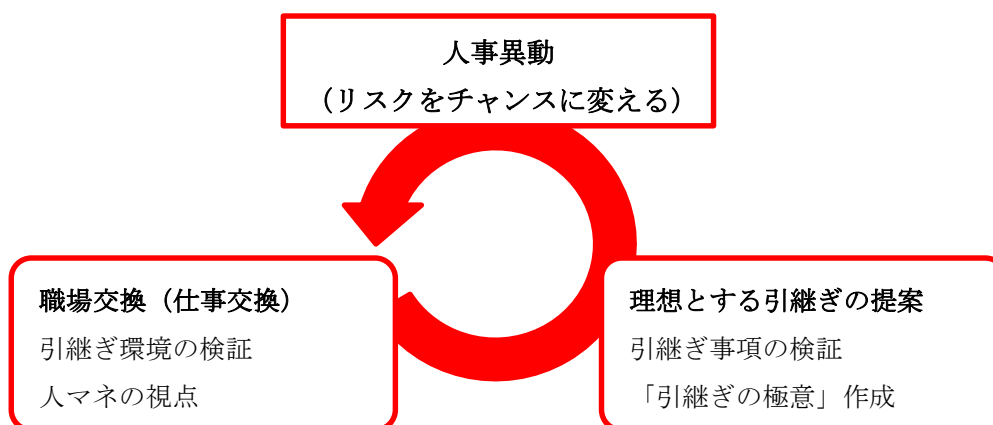 人事異動
（リスクをチャンスに変える）
職場交換（仕事交換）
引継ぎ環境の検証
人マネの視点
理想とする引継ぎの提案
引継ぎ事項の検証
「引継ぎの極意」作成